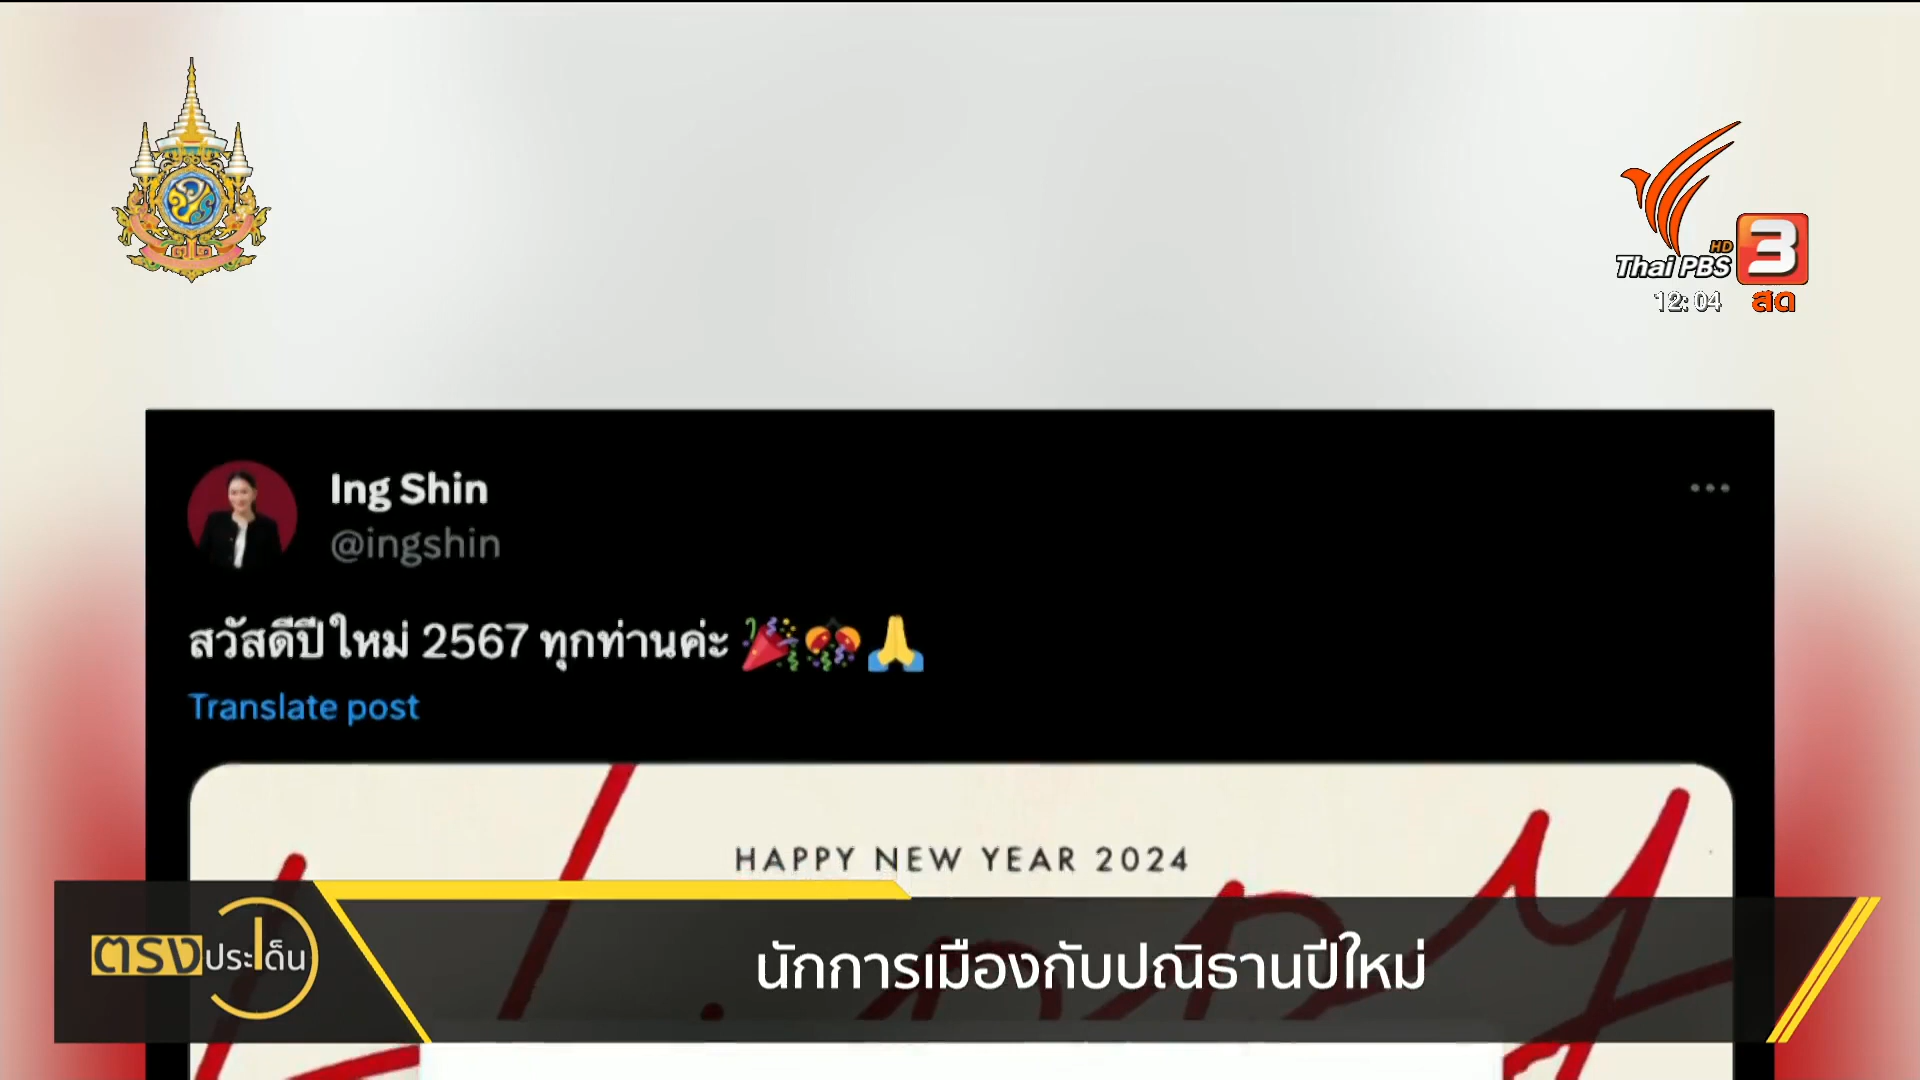 HD
Thai PBS 3
12:04 สด
Ing Shin
@ingshin
สวัสดีปีใหม่ 2567 ทุกท่านค่ะ 🎉🎊🙏
Translate post
HAPPY NEW YEAR 2024
ตรงประเด็น
นักการเมืองกับปณิธานปีใหม่